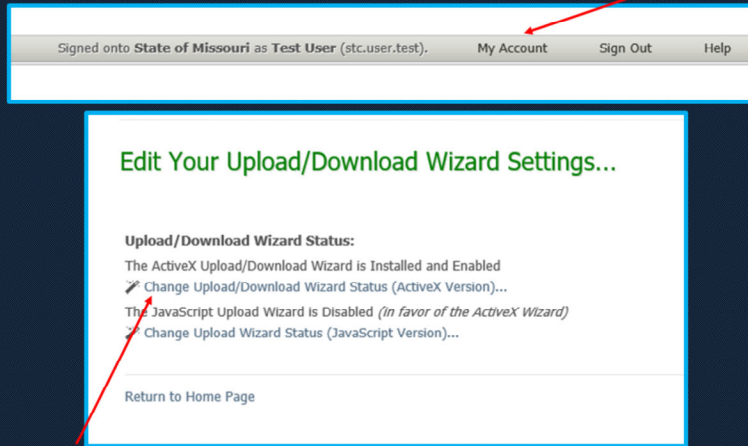 Signed onto State of Missouri as Test User (stc.user.test). My Account Sign Out Help
Edit Your Upload/Download Wizard Settings...
Upload/Download Wizard Status:
The ActiveX Upload/Download Wizard is Installed and Enabled
Change Upload/Download Wizard Status (ActiveX Version)...
The JavaScript Upload Wizard is Disabled (in favor of the ActiveX Wizard)
Change Upload Wizard Status (JavaScript Version)...
Return to Home Page